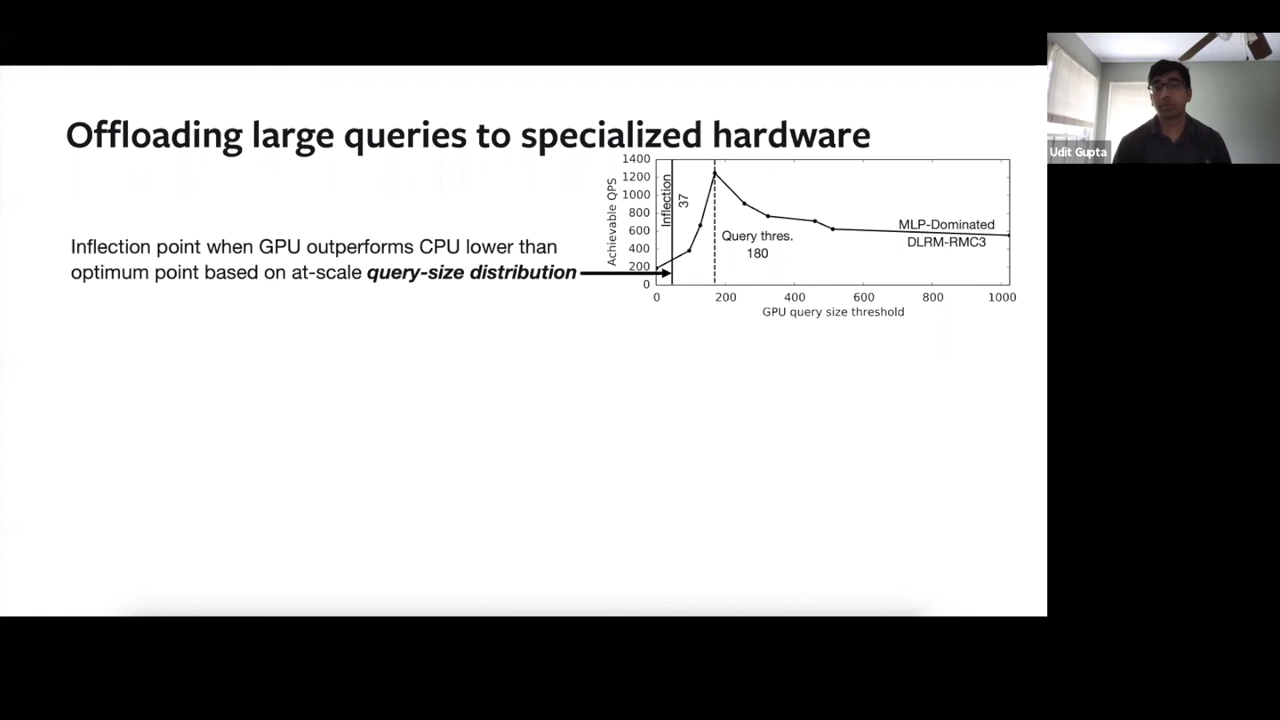 Offloading large queries to specialized hardware
Inflection point when GPU outperforms CPU lower than
optimum point based on at-scale query-size distribution
Achievable QPS
1400
1200
1000
800
600
400
200
0
Inflection
37
Query thres.
180
MLP-Dominated
DLRM-RMC3
0 200 400 600 800 1000
GPU query size threshold
Udit Gupta